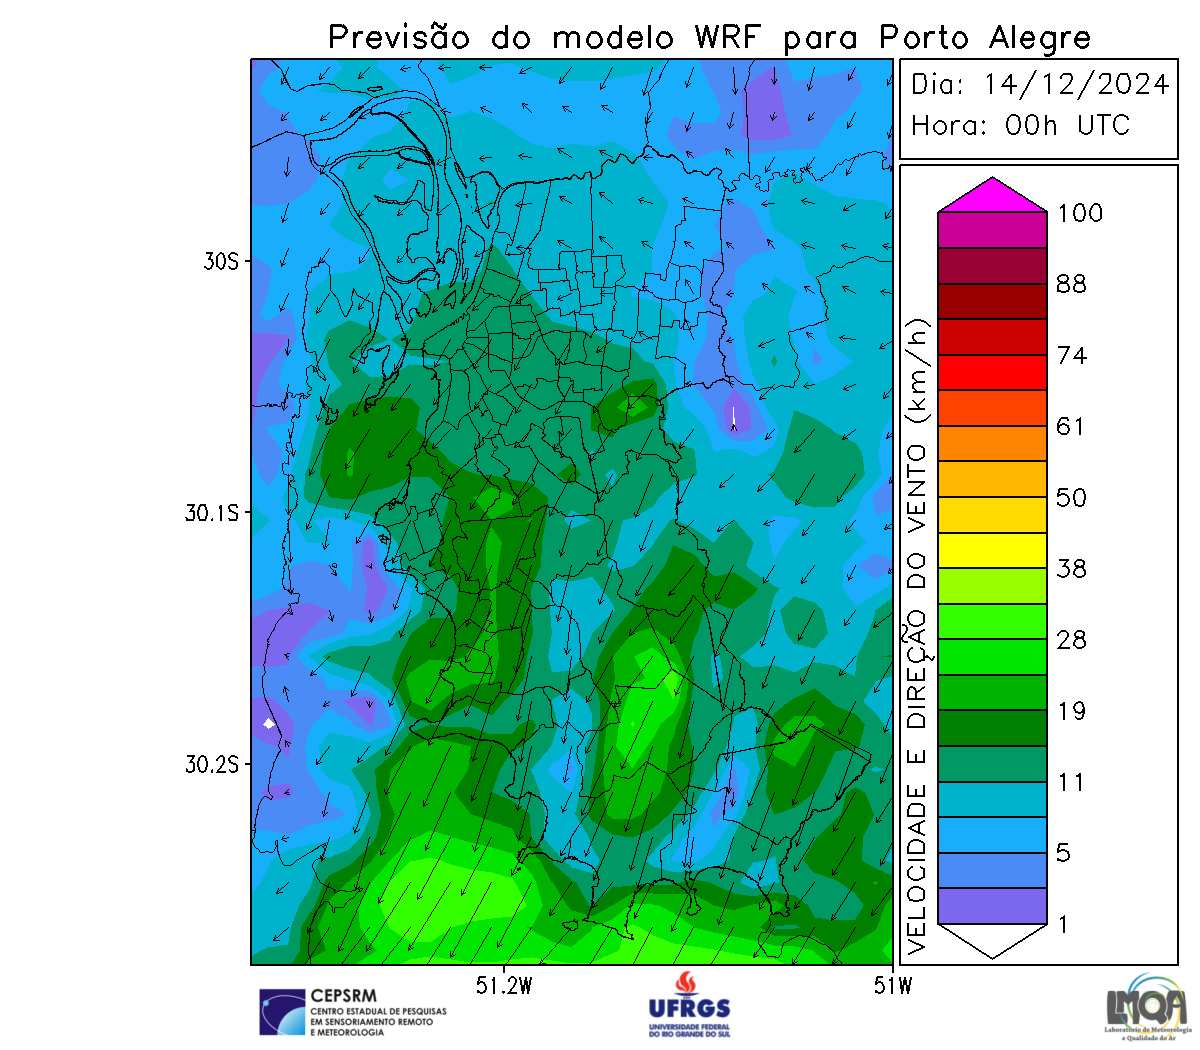 Previsão do modelo WRF para Porto Alegre
Dia: 14/12/2024
Hora: 00h UTC
30S
30.1S
30.2S
51.2W
51W
VELOCIDADE E DIREÇÃO DO VENTO (km/h)
100
88
74
61
50
38
28
19
11
5
1
CEPSRM
CENTRO ESTADUAL DE PESQUISAS
EM SENSORIAMENTO REMOTO
E METEOROLOGIA
UFRGS
UNIVERSIDADE FEDERAL
DO RIO GRANDE DO SUL
LMQA
Laboratório de Meteorologia
e Qualidade do Ar